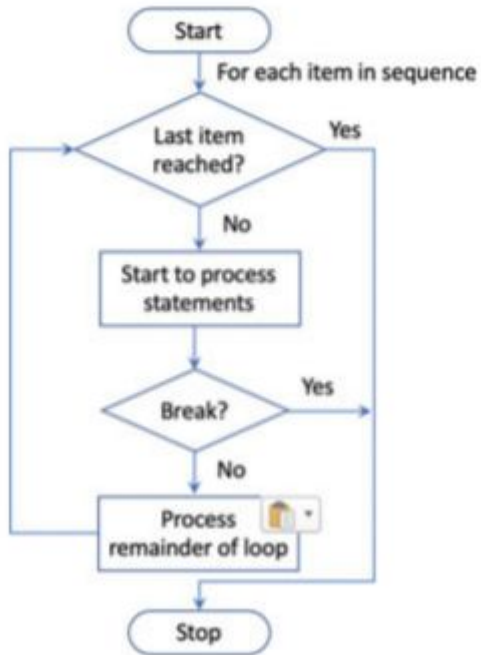 Start
For each item in sequence
Last item
reached?
Yes
No
Start to process
statements
Break?
Yes
No
Process
remainder of loop
Stop